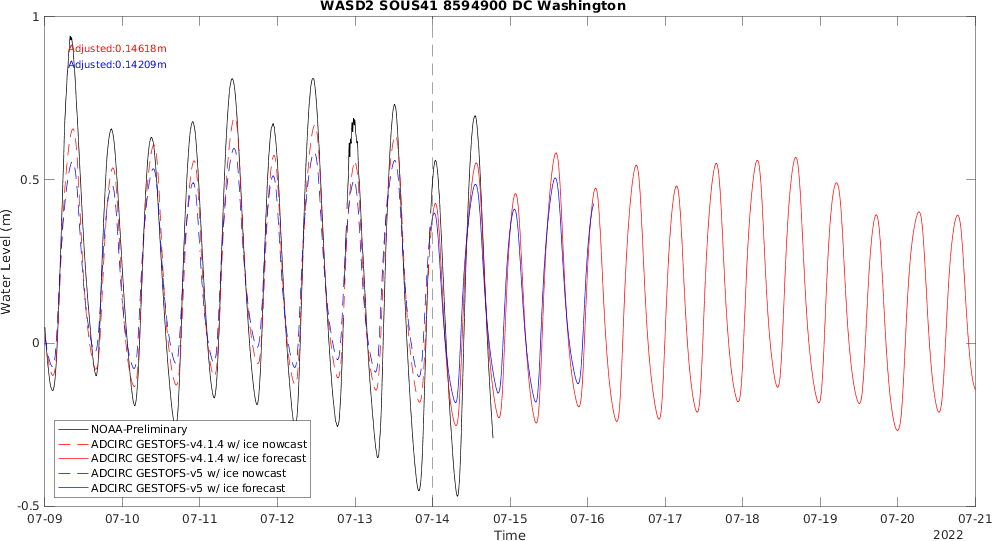 WASD2 SOUS41 8594900 DC Washington
1
Adjusted:0.14618m
Adjusted:0.14209m
0.5
Water Level (m)
0
NOAA-Preliminary
ADCIRC GESTOFS-v4.1.4 w/ ice nowcast
ADCIRC GESTOFS-v4.1.4 w/ ice forecast
ADCIRC GESTOFS-v5 w/ ice nowcast
ADCIRC GESTOFS-v5 w/ ice forecast
-0.5
07-09 07-10 07-11 07-12 07-13 07-14 07-15 07-16 07-17 07-18 07-19 07-20 07-21
Time
2022